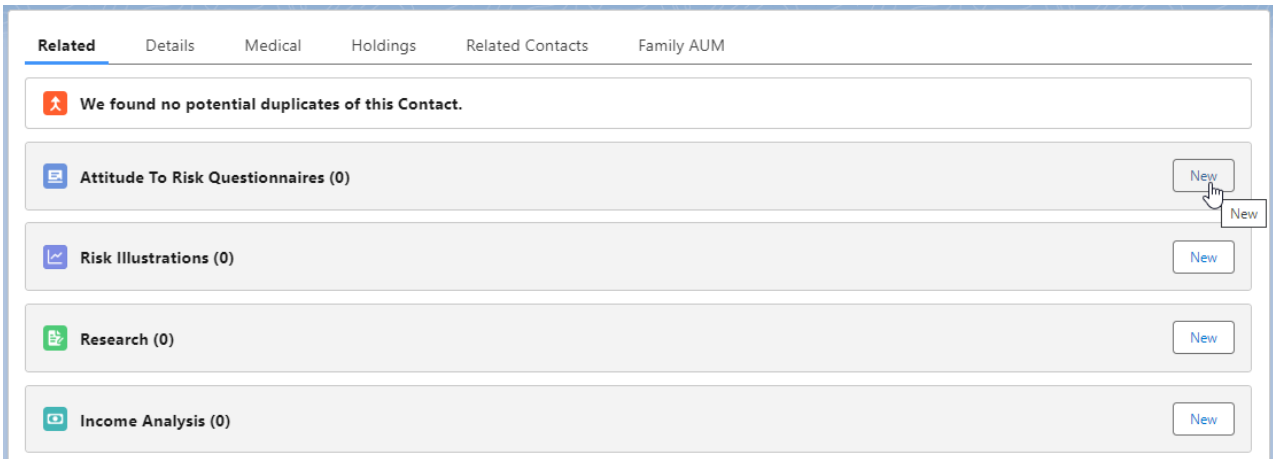 Related Details Medical Holdings Related Contacts Family AUM
We found no potential duplicates of this Contact.
Attitude To Risk Questionnaires (0) New
New
Risk Illustrations (0) New
Research (0) New
Income Analysis (0) New